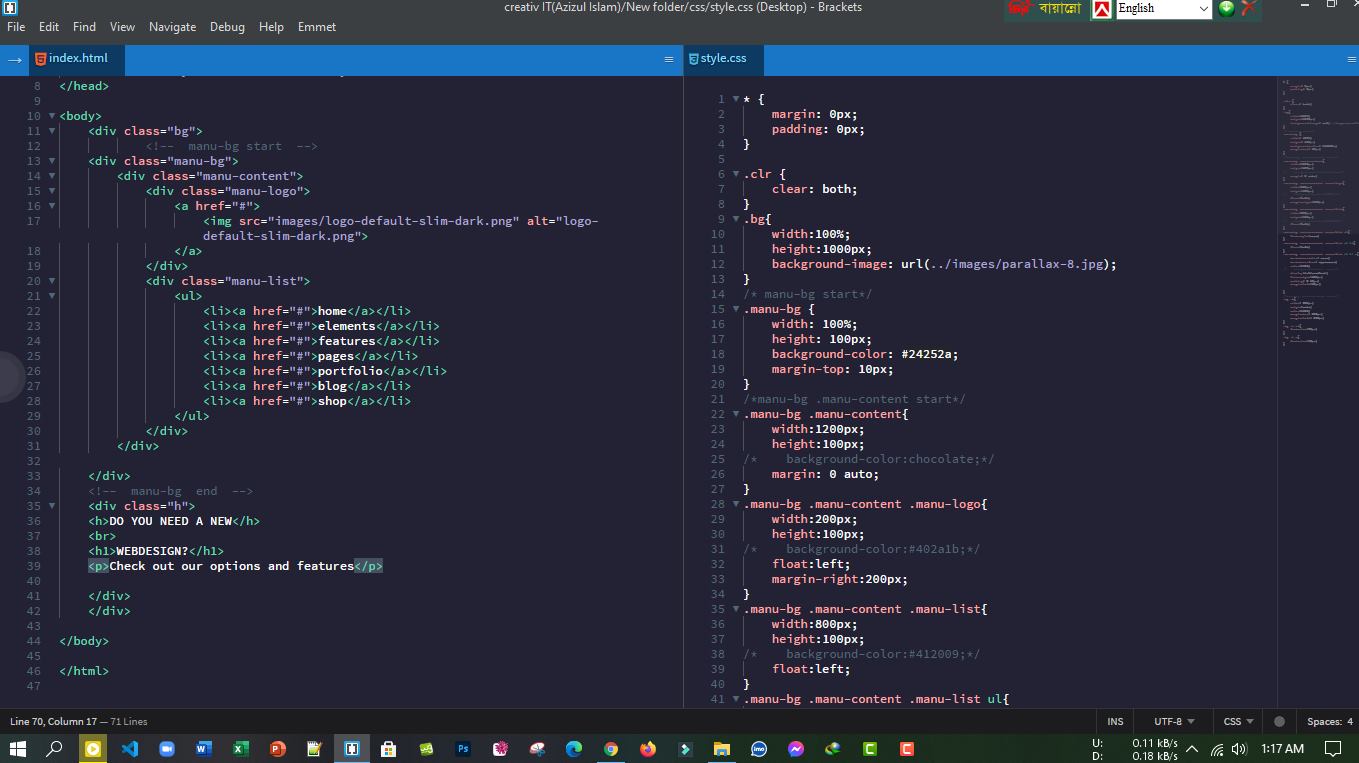 creativ IT(Azizul Islam)/New folder/css/style.css (Desktop) - Brackets
বায়ান্নো
English
File Edit Find View Navigate Debug Help Emmet
index.html
8 </head>
9
10 <body>
11 <div class="bg">
12 <!-- manu-bg start -->
13 <div class="manu-bg">
14 <div class="manu-content">
15 <div class="manu-logo">
16 <a href="#">
17 <img src="images/logo-default-slim-dark.png" alt="logo-
default-slim-dark.png">
18 </a>
19 </div>
20 <div class="manu-list">
21 <ul>
22 <li><a href="#">home</a></li>
23 <li><a href="#">elements</a></li>
24 <li><a href="#">features</a></li>
25 <li><a href="#">pages</a></li>
26 <li><a href="#">portfolio</a></li>
27 <li><a href="#">blog</a></li>
28 <li><a href="#">shop</a></li>
29 </ul>
30 </div>
31 </div>
32
33 </div>
34 <!-- manu-bg end -->
35 <div class="h">
36 <h>DO YOU NEED A NEW</h>
37 <br>
38 <h1>WEBDESIGN?</h1>
39 <p>Check out our options and features</p>
40
41 </div>
42 </div>
43
44 </body>
45
46 </html>
47
style.css
1 * {
2 margin: 0px;
3 padding: 0px;
4 }
5
6 .clr {
7 clear: both;
8 }
9 .bg{
10 width:100%;
11 height:1000px;
12 background-image: url(../images/parallax-8.jpg);
13 }
14 /* manu-bg start*/
15 .manu-bg {
16 width: 100%;
17 height: 100px;
18 background-color: #24252a;
19 margin-top: 10px;
20 }
21 /*manu-bg .manu-content start*/
22 .manu-bg .manu-content{
23 width:1200px;
24 height:100px;
25 /* background-color:chocolate;*/
26 margin: 0 auto;
27 }
28 .manu-bg .manu-content .manu-logo{
29 width:200px;
30 height:100px;
31 /* background-color:#402a1b;*/
32 float:left;
33 margin-right:200px;
34 }
35 .manu-bg .manu-content .manu-list{
36 width:800px;
37 height:100px;
38 /* background-color:#412009;*/
39 float:left;
40 }
41 .manu-bg .manu-content .manu-list ul{
Line 70, Column 17 — 71 Lines
INS UTF-8 CSS Spaces: 4
U: 0.11 kB/s
D: 0.18 kB/s
1:17 AM